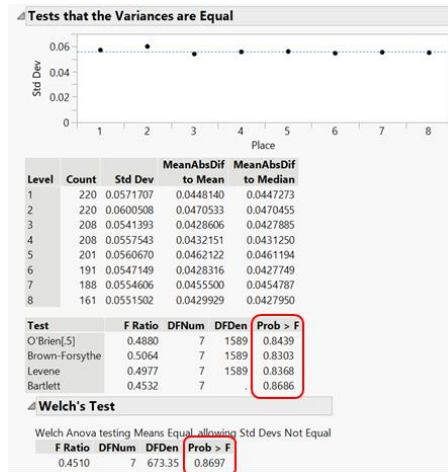 Tests that the Variances are Equal
0.06
0.04
0.02
0
Std Dev
1 2 3 4 5 6 7 8
Place
MeanAbsDif MeanAbsDif
Level Count Std Dev to Mean to Median
1 220 0.0571707 0.0448140 0.0447273
2 220 0.0600508 0.0470533 0.0470455
3 208 0.0541393 0.0428606 0.0427885
4 208 0.0557543 0.0432151 0.0431250
5 201 0.0560670 0.0462122 0.0461194
6 191 0.0547149 0.0428316 0.0427749
7 188 0.0554606 0.0455500 0.0454787
8 161 0.0551502 0.0429929 0.0427950
Test F Ratio DFNum DFDen Prob > F
O'Brien[.5] 0.4880 7 1589 0.8439
Brown-Forsythe 0.5064 7 1589 0.8303
Levene 0.4977 7 1589 0.8368
Bartlett 0.4532 7 . 0.8686
Welch's Test
Welch Anova testing Means Equal, allowing Std Devs Not Equal
F Ratio DFNum DFDen Prob > F
0.4510 7 673.35 0.8697